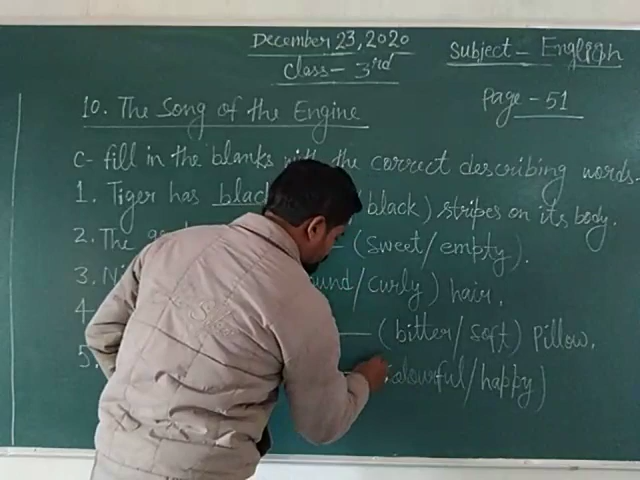 December 23, 2020
Subject - English
Class - 3rd
Page - 51
10. The Song of the Engine
C- fill in the blanks with the correct describing words.
1. Tiger has black black) stripes on its body.
2. The (Sweet/empty).
3. /curly) hair.
4 (bitter/soft) pillow.
5. colourful/happy)